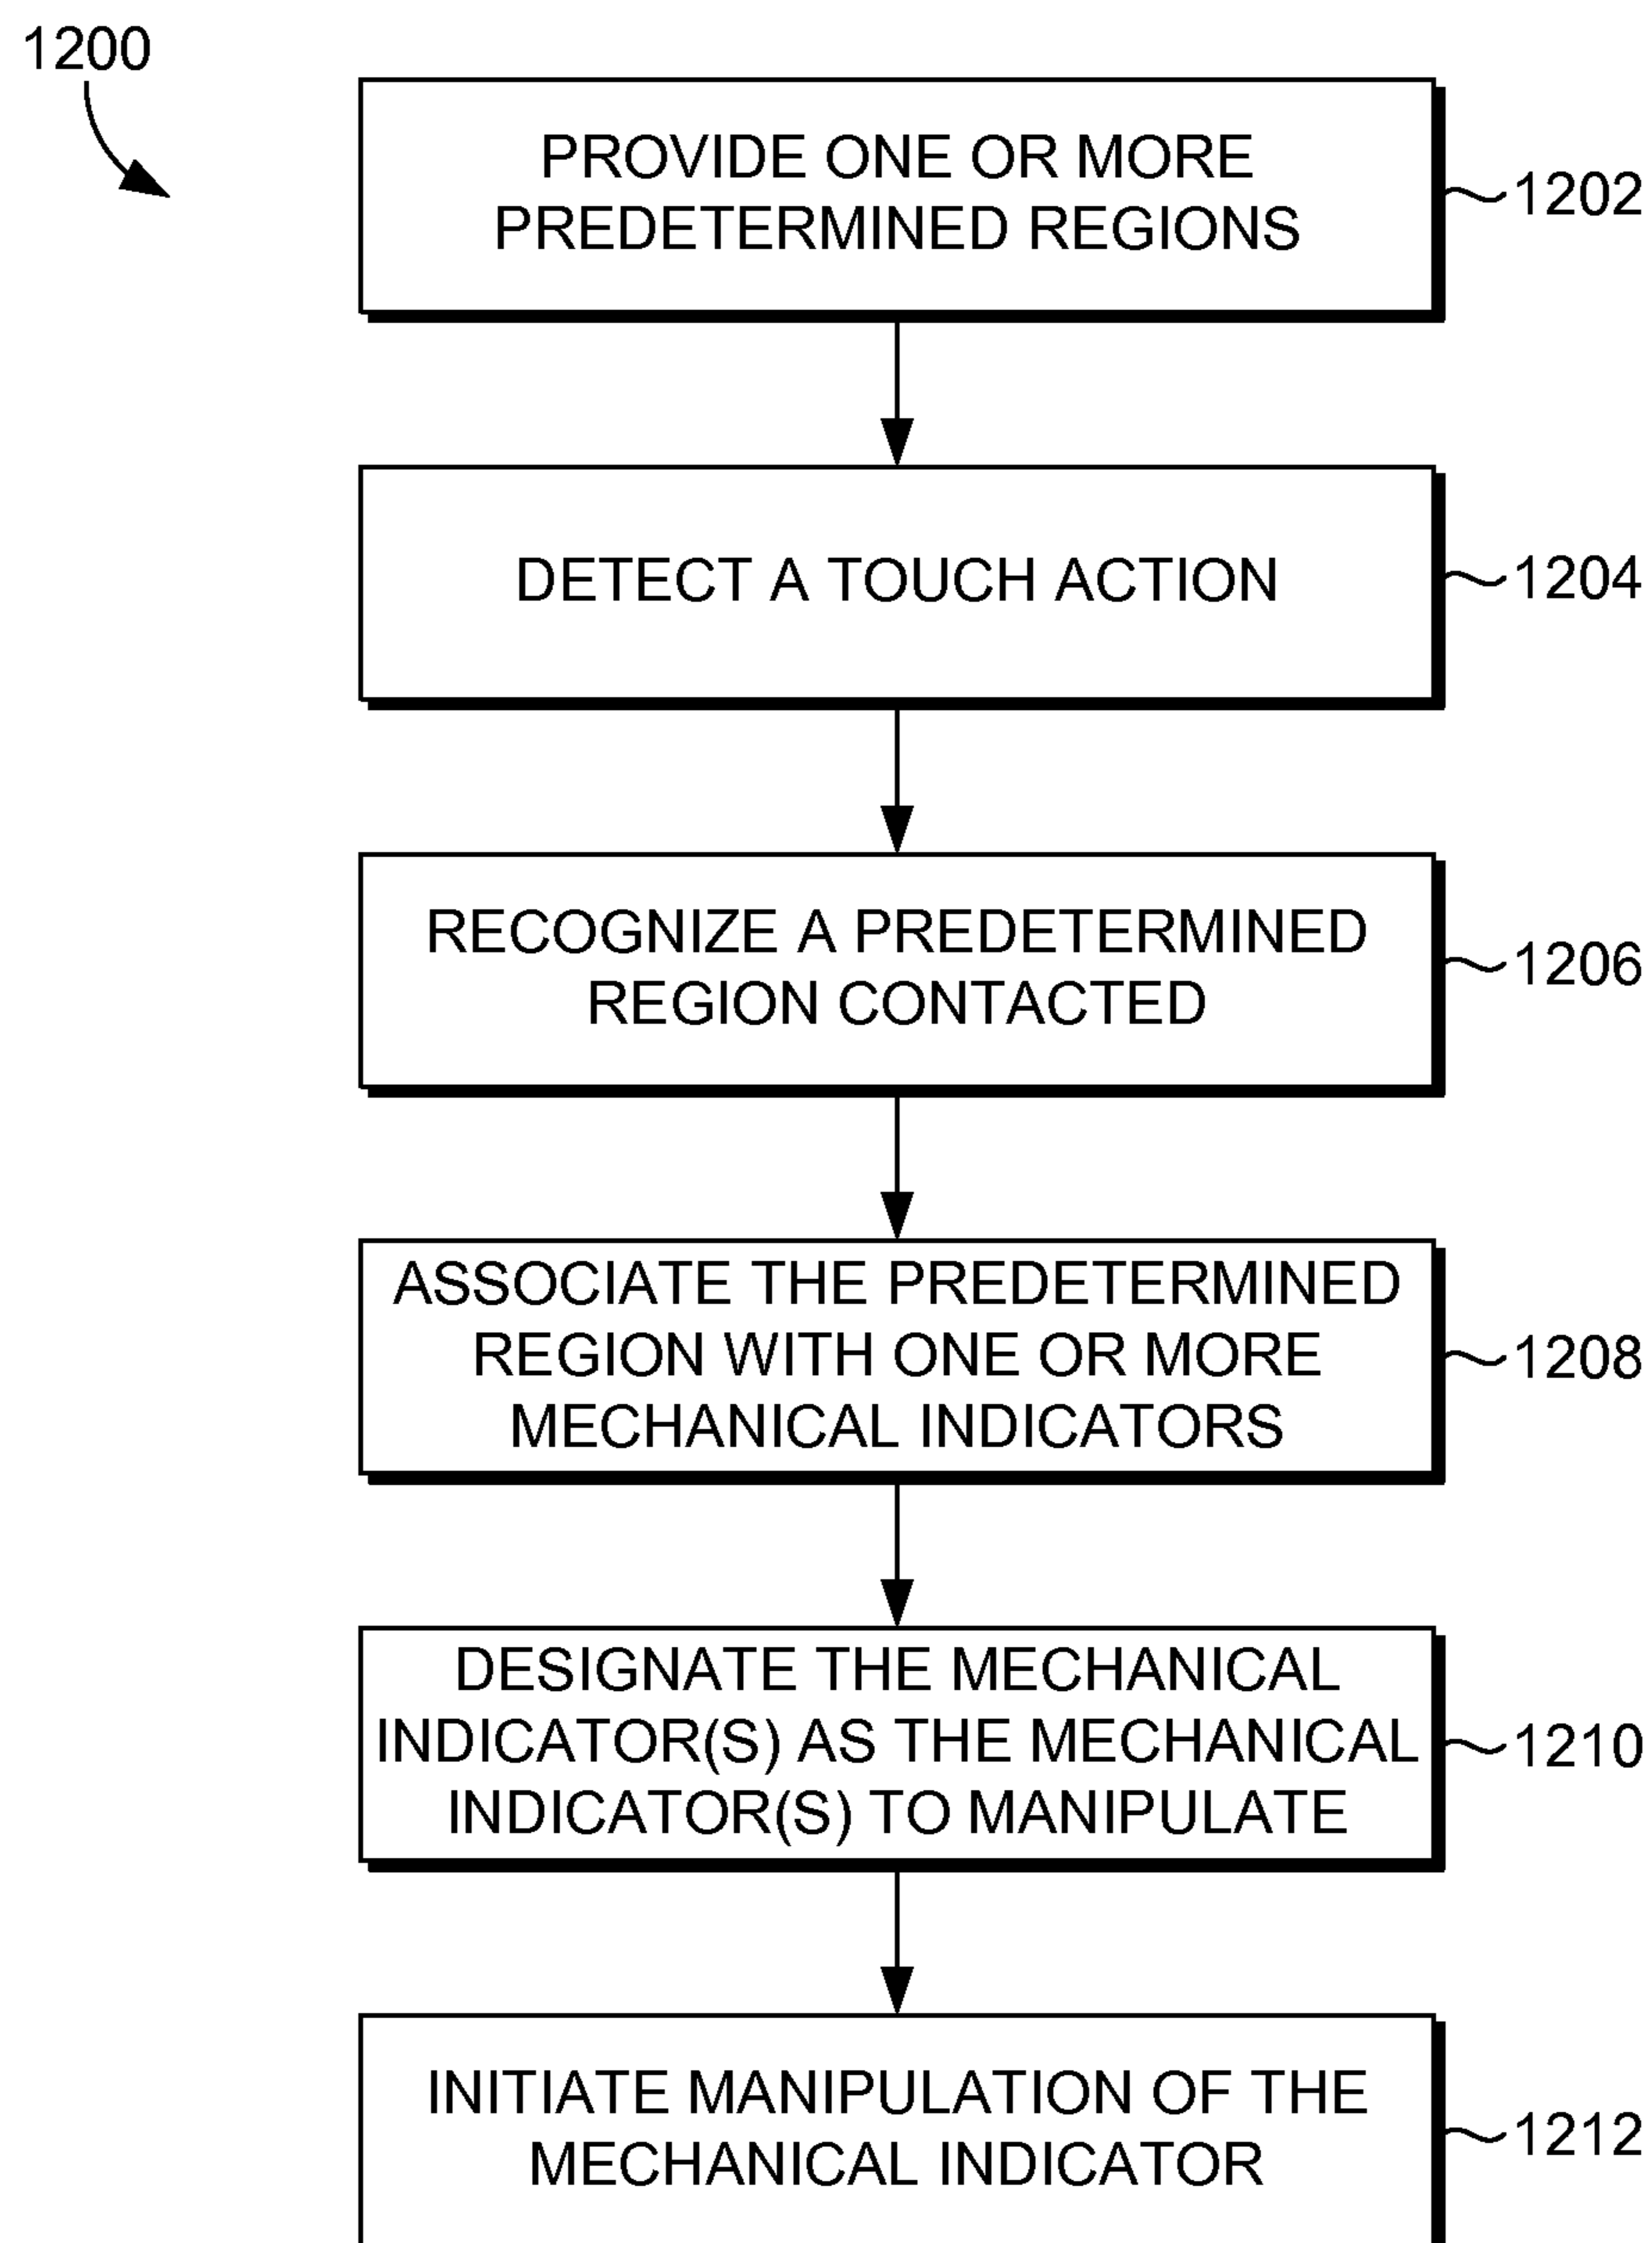 1200
PROVIDE ONE OR MORE
PREDETERMINED REGIONS
1202
DETECT A TOUCH ACTION
1204
RECOGNIZE A PREDETERMINED
REGION CONTACTED
1206
ASSOCIATE THE PREDETERMINED
REGION WITH ONE OR MORE
MECHANICAL INDICATORS
1208
DESIGNATE THE MECHANICAL
INDICATOR(S) AS THE MECHANICAL
INDICATOR(S) TO MANIPULATE
1210
INITIATE MANIPULATION OF THE
MECHANICAL INDICATOR
1212